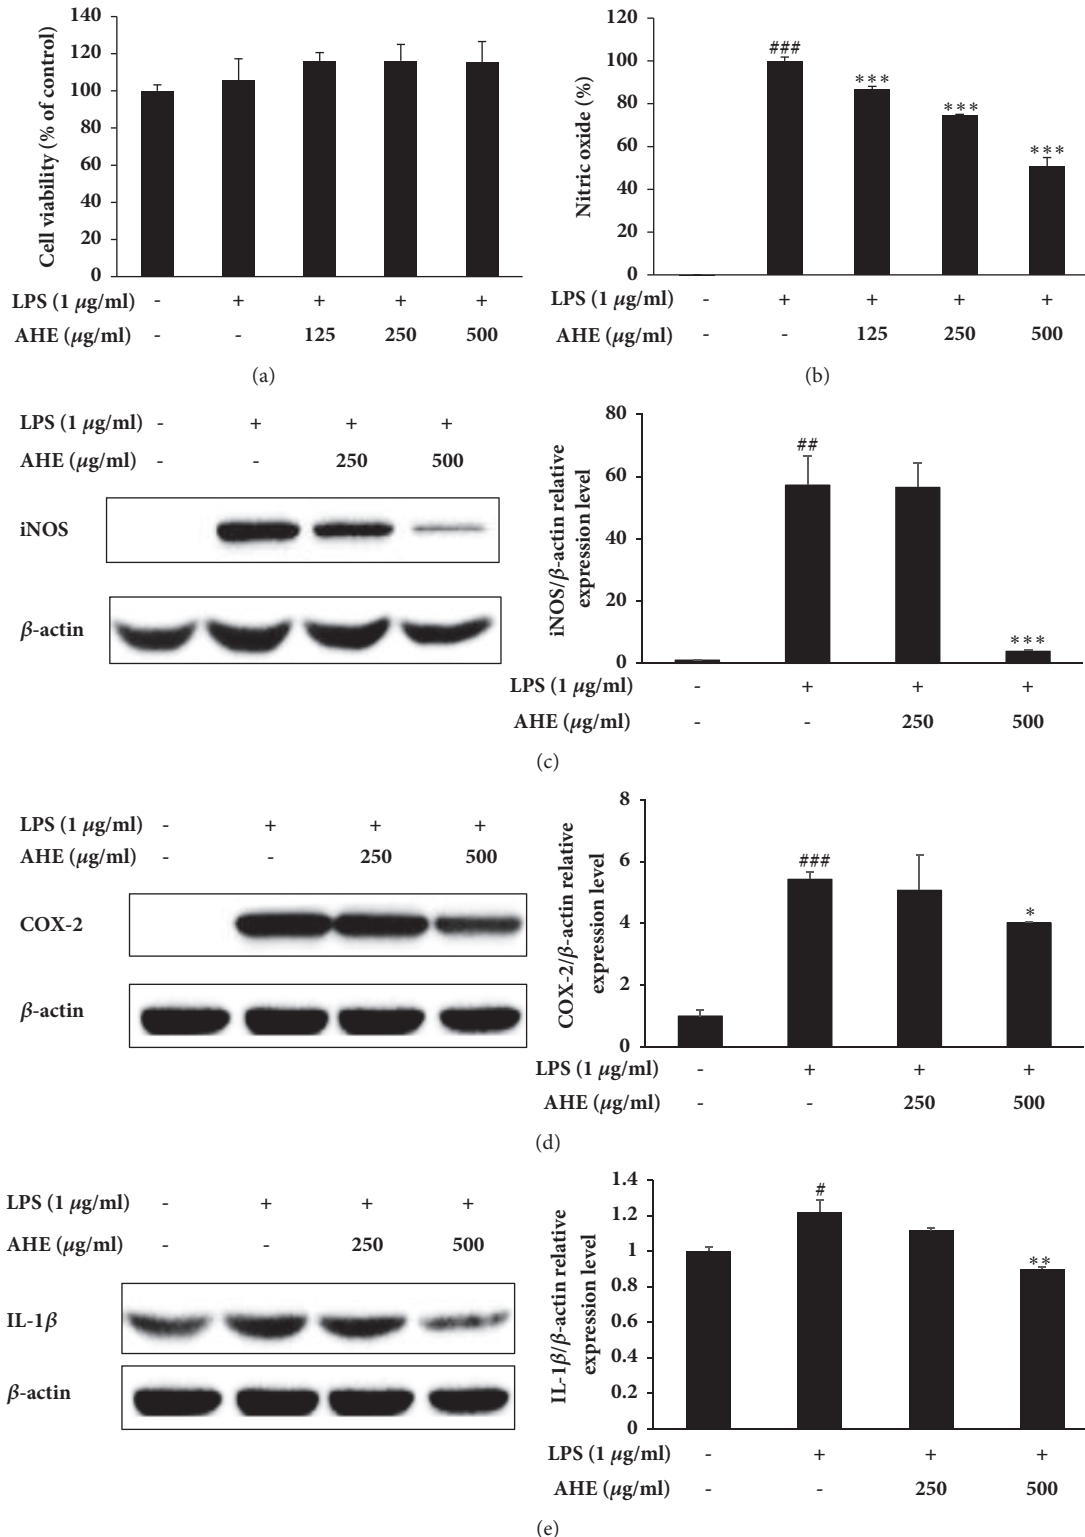 140
120
100
80
60
40
20
0
Cell viability (% of control)
LPS (1 μg/ml) - + + + +
AHE (μg/ml) - - 125 250 500
(a)
120
100
80
60
40
20
0
Nitric oxide (%)
###
***
***
***
LPS (1 μg/ml) - + + + +
AHE (μg/ml) - - 125 250 500
(b)
LPS (1 μg/ml) - + + +
AHE (μg/ml) - - 250 500
iNOS
β-actin
80
60
40
20
0
iNOS/β-actin relative
expression level
##
***
LPS (1 μg/ml) - + + +
AHE (μg/ml) - - 250 500
(c)
LPS (1 μg/ml) - + + +
AHE (μg/ml) - - 250 500
COX-2
β-actin
8
6
4
2
0
COX-2/β-actin relative
expression level
###
*
LPS (1 μg/ml) - + + +
AHE (μg/ml) - - 250 500
(d)
LPS (1 μg/ml) - + + +
AHE (μg/ml) - - 250 500
IL-1β
β-actin
1.4
1.2
1
0.8
0.6
0.4
0.2
0
IL-1β/β-actin relative
expression level
#
**
LPS (1 μg/ml) - + + +
AHE (μg/ml) - - 250 500
(e)